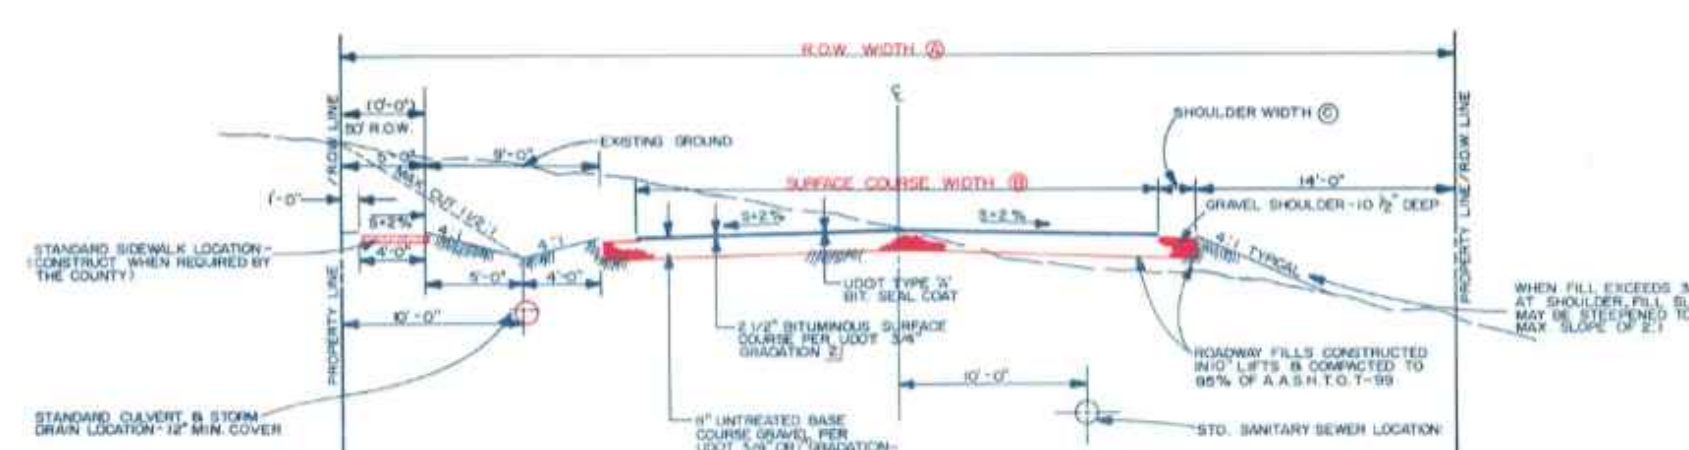 R.O.W. WIDTH Ⓐ
PROPERTY LINE
/ROW LINE
(0'-0")
50' R.O.W.
5'-0"
9'-0"
EXISTING GROUND
℄
SHOULDER WIDTH Ⓒ
PROPERTY LINE/ROW LINE
SURFACE COURSE WIDTH Ⓑ
14'-0"
1'-0"
MAX CUT 1 1/2:1
S=2%
S=2%
S=2%
GRAVEL SHOULDER-10 ½" DEEP
STANDARD SIDEWALK LOCATION-
(CONSTRUCT WHEN REQUIRED BY
THE COUNTY)
4'-0"
4:1
4:1
4:1 TYPICAL
5'-0"
4'-0"
UDOT TYPE 'A'
BIT. SEAL COAT
WHEN FILL EXCEEDS
AT SHOULDER, FILL
MAY BE STEEPENED TO
MAX SLOPE OF 2:1
10'-0"
2 1/2" BITUMINOUS SURFACE
COURSE PER UDOT 3/4"
GRADATION
ROADWAY FILLS CONSTRUCTED
IN 10" LIFTS & COMPACTED TO
95% OF A.A.S.H.T.O. T-99
10'-0"
STANDARD CULVERT & STORM
DRAIN LOCATION-12" MIN. COVER
UNTREATED BASE
COURSE GRAVEL PER
UDOT 3/4" OR GRADATION-
STD. SANITARY SEWER LOCATION